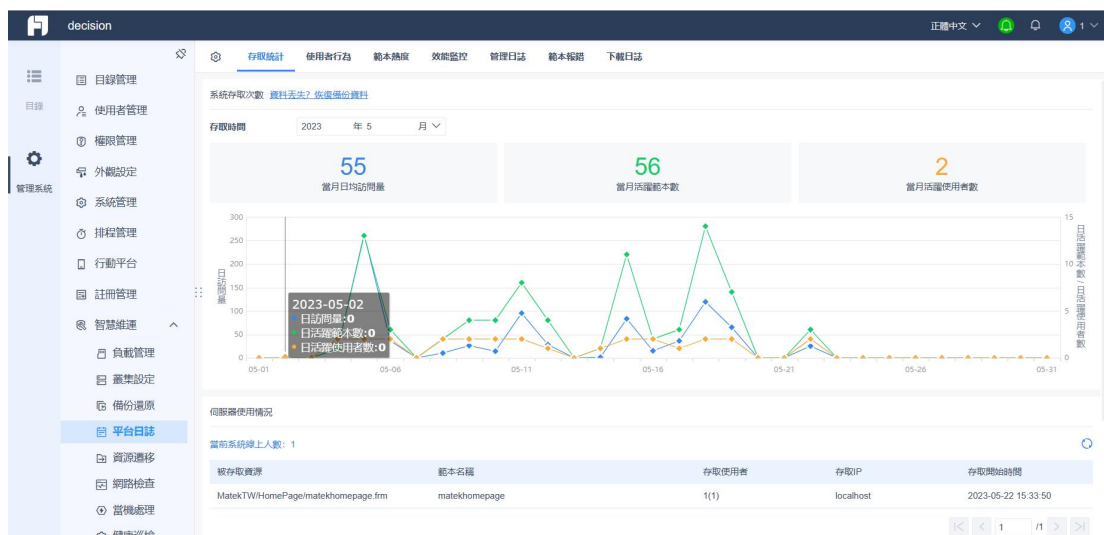 decision
正體中文
1
目錄
管理系統
目錄管理
使用者管理
權限管理
外觀設定
系統管理
排程管理
行動平台
註冊管理
智慧維運
負載管理
叢集設定
備份還原
平台日誌
資源遷移
網路檢查
當機處理
健康巡檢
存取統計 使用者行為 範本熱度 效能監控 管理日誌 範本報錯 下載日誌
系統存取次數 資料丟失? 恢復備份資料
存取時間 2023 年 5 月
55
當月日均訪問量
56
當月活躍範本數
2
當月活躍使用者數
日訪問量
300
250
200
150
100
50
0
2023-05-02
日訪問量:0
日活躍範本數:0
日活躍使用者數:0
05-01 05-06 05-11 05-16 05-21 05-26 05-31
15
10
5
0
日活躍範本數/日活躍使用者數
伺服器使用情況
當前系統線上人數: 1
被存取資源 範本名稱 存取使用者 存取IP 存取開始時間
MatekTW/HomePage/matekhomepage.frm matekhomepage 1(1) localhost 2023-05-22 15:33:50
1 /1